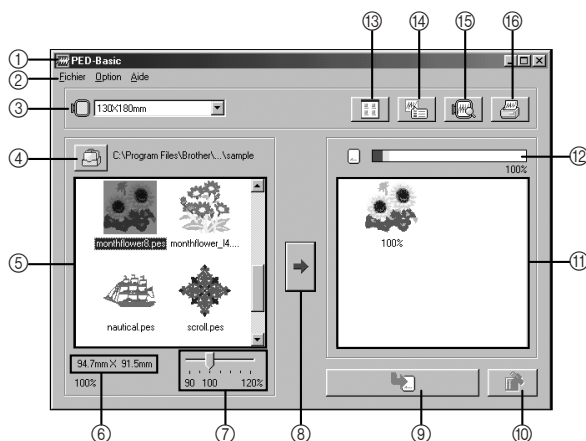 ⑬ ⑭ ⑮ ⑯
① PED-Basic
② Fichier Option Aide
③ 130X180mm
④ C:\Program Files\Brother\...\sample
⑫
100%
⑤
monthflower8.pes monthflower_l4....
100%
nautical.pes scroll.pes
⑪
94.7mm X 91.5mm
100%
90 100 120%
⑥ ⑦ ⑧ ⑨ ⑩